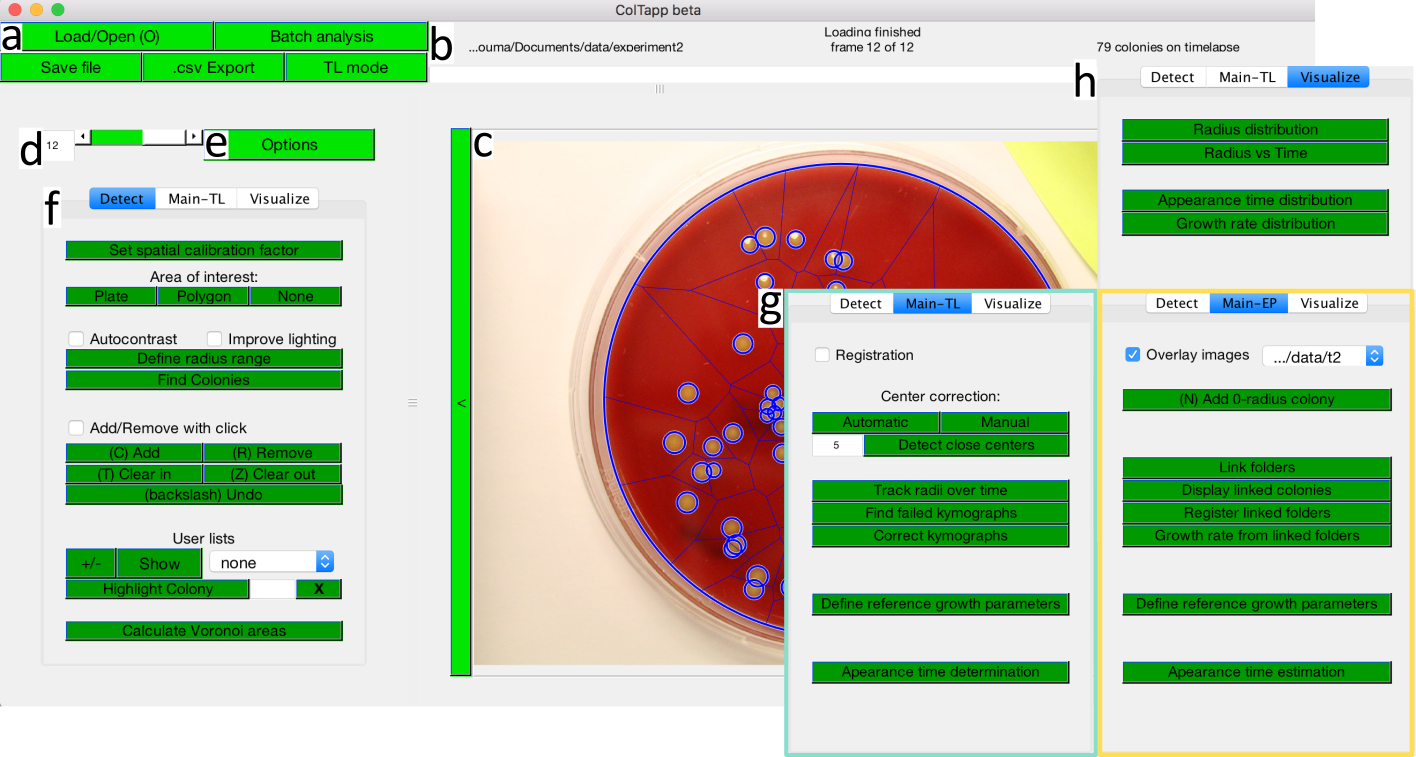 ColTapp beta
a
Load/Open (O)
Batch analysis
Save file
.csv Export
TL mode
b
...ouma/Documents/data/experiment2
Loading finished
frame 12 of 12
79 colonies on timelapse
d
12
e
Options
f
Detect
Main-TL
Visualize
Set spatial calibration factor
Area of interest:
Plate
Polygon
None
Autocontrast
Improve lighting
Define radius range
Find Colonies
Add/Remove with click
(C) Add
(R) Remove
(T) Clear in
(Z) Clear out
(backslash) Undo
User lists
+/-
Show
none
Highlight Colony
X
Calculate Voronoi areas
<
c
h
Detect
Main-TL
Visualize
Radius distribution
Radius vs Time
Appearance time distribution
Growth rate distribution
g
Detect
Main-TL
Visualize
Registration
Center correction:
Automatic
Manual
5
Detect close centers
Track radii over time
Find failed kymographs
Correct kymographs
Define reference growth parameters
Apearance time determination
Detect
Main-EP
Visualize
Overlay images
.../data/t2
(N) Add 0-radius colony
Link folders
Display linked colonies
Register linked folders
Growth rate from linked folders
Define reference growth parameters
Apearance time estimation